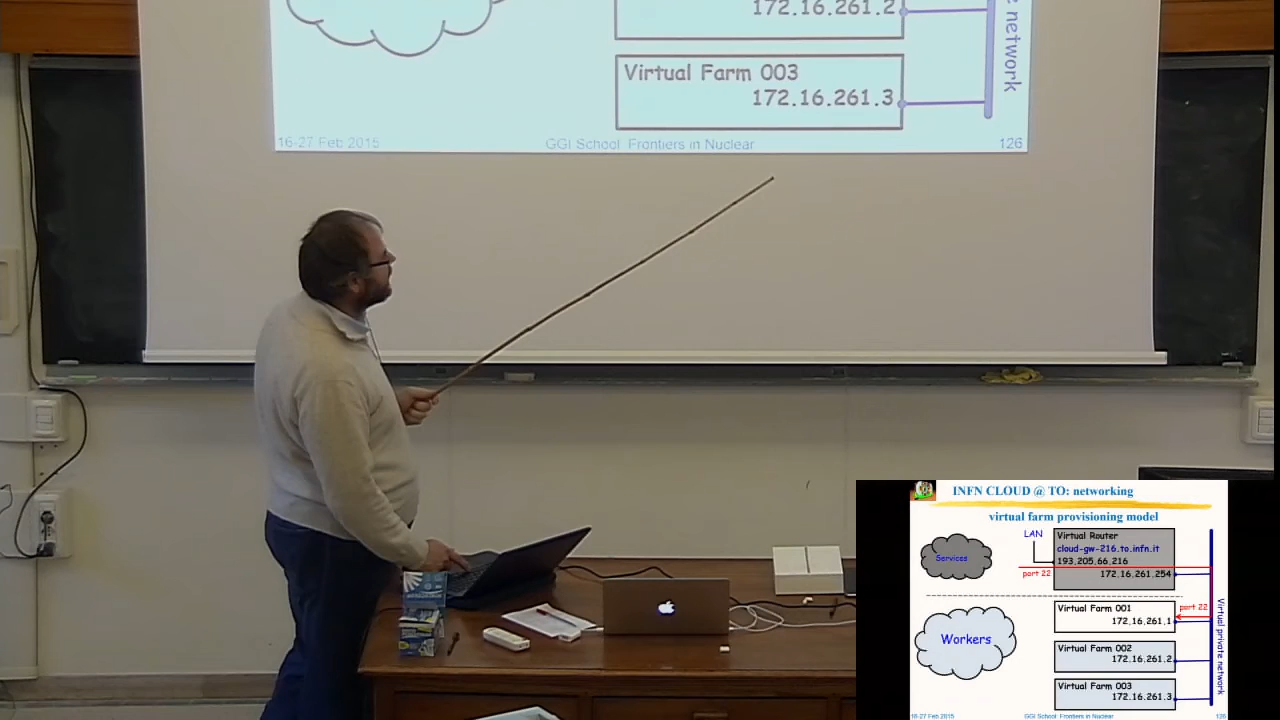 172.16.261.2
Virtual Farm 003
172.16.261.3
network
16-27 Feb 2015
GGI School Frontiers in Nuclear
126
INFN CLOUD @ TO: networking
virtual farm provisioning model
LAN
Services
Virtual Router
cloud-gw-216.to.infn.it
193.205.66.216
port 22
172.16.261.254
Workers
Virtual Farm 001
port 22
172.16.261.1
Virtual Farm 002
172.16.261.2
Virtual Farm 003
172.16.261.3
Virtual private network
16-27 Feb 2015
GGI School: Frontiers in Nuclear
126